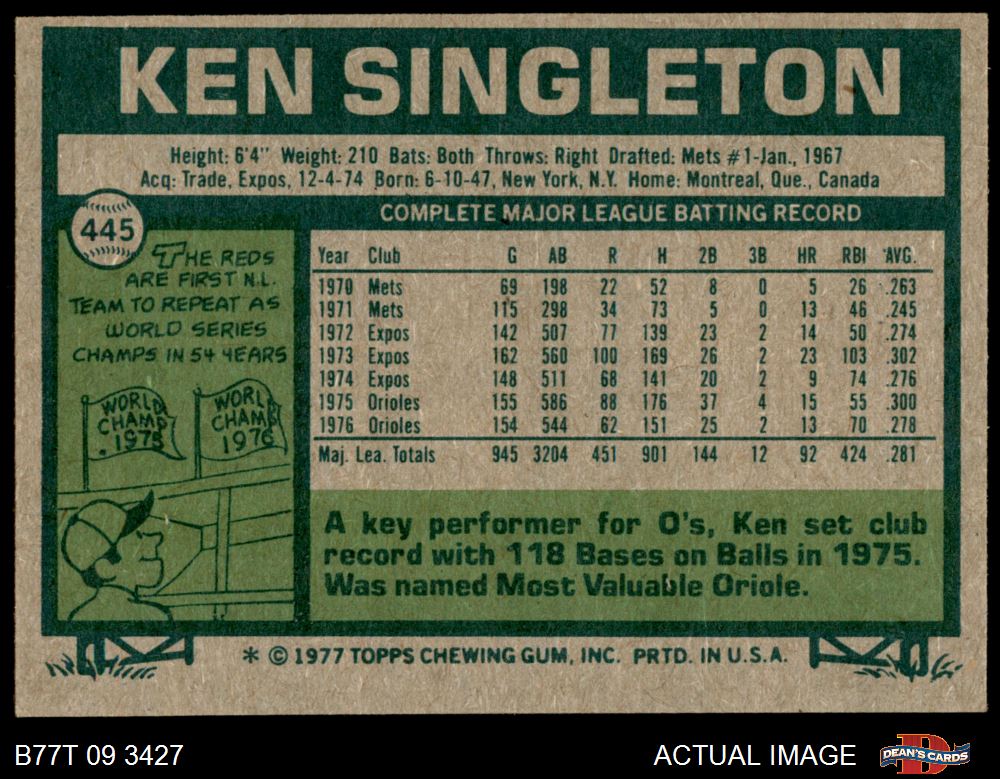 KEN SINGLETON
Height: 6'4" Weight: 210 Bats: Both Throws: Right Drafted: Mets #1-Jan., 1967
Acq: Trade, Expos, 12-4-74 Born: 6-10-47, New York, N.Y. Home: Montreal, Que., Canada
445
THE REDS
ARE FIRST N.L.
TEAM TO REPEAT AS
WORLD SERIES
CHAMPS IN 54 YEARS
WORLD
CHAMP
1975
WORLD
CHAMP
1976
COMPLETE MAJOR LEAGUE BATTING RECORD
Year Club G AB R H 2B 3B HR RBI AVG.
1970 Mets 69 198 22 52 8 0 5 26 .263
1971 Mets 115 298 34 73 5 0 13 46 .245
1972 Expos 142 507 77 139 23 2 14 50 .274
1973 Expos 162 560 100 169 26 2 23 103 .302
1974 Expos 148 511 68 141 20 2 9 74 .276
1975 Orioles 155 586 88 176 37 4 15 55 .300
1976 Orioles 154 544 62 151 25 2 13 70 .278
Maj. Lea. Totals 945 3204 451 901 144 12 92 424 .281
A key performer for O's, Ken set club
record with 118 Bases on Balls in 1975.
Was named Most Valuable Oriole.
* © 1977 TOPPS CHEWING GUM, INC. PRTD. IN U.S.A.
B77T 09 3427
ACTUAL IMAGE
DEAN'S CARDS